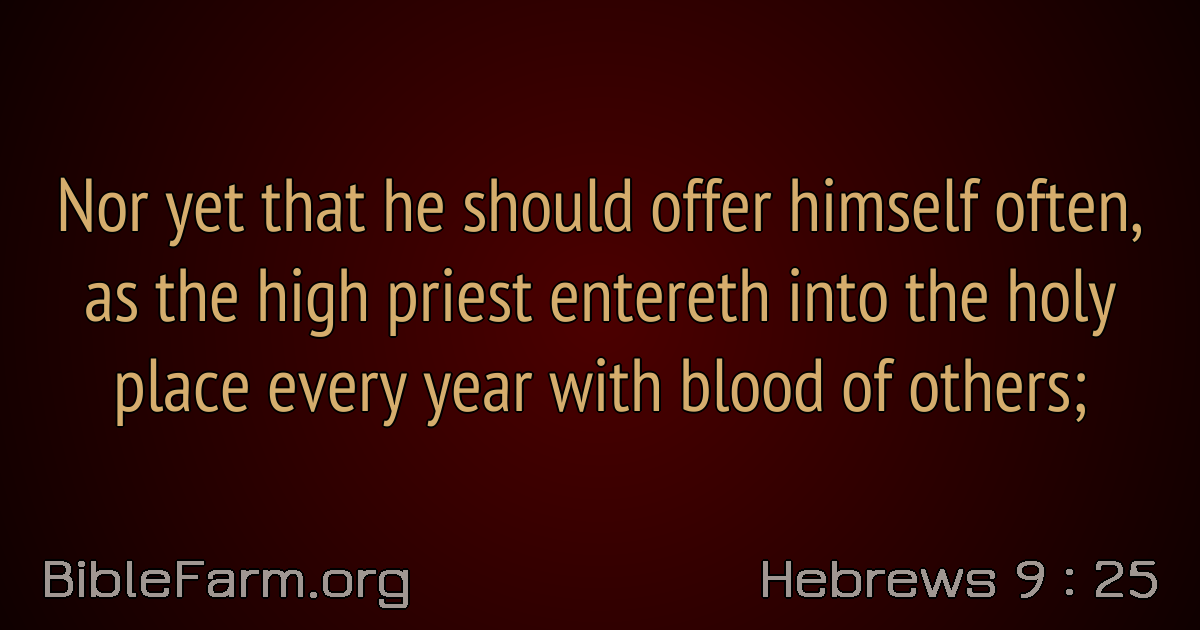 Nor yet that he should offer himself often,
as the high priest entereth into the holy
place every year with blood of others;
BibleFarm.org
Hebrews 9 : 25